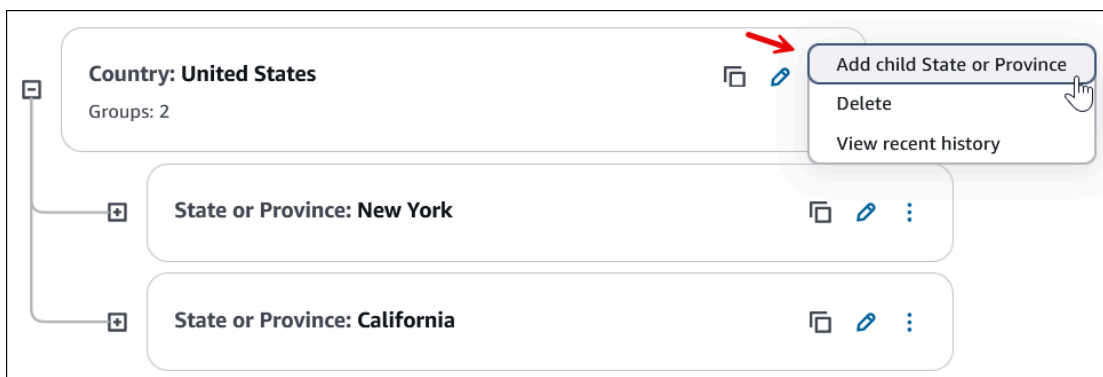 Country: United States
Groups: 2
Add child State or Province
Delete
View recent history
State or Province: New York
State or Province: California